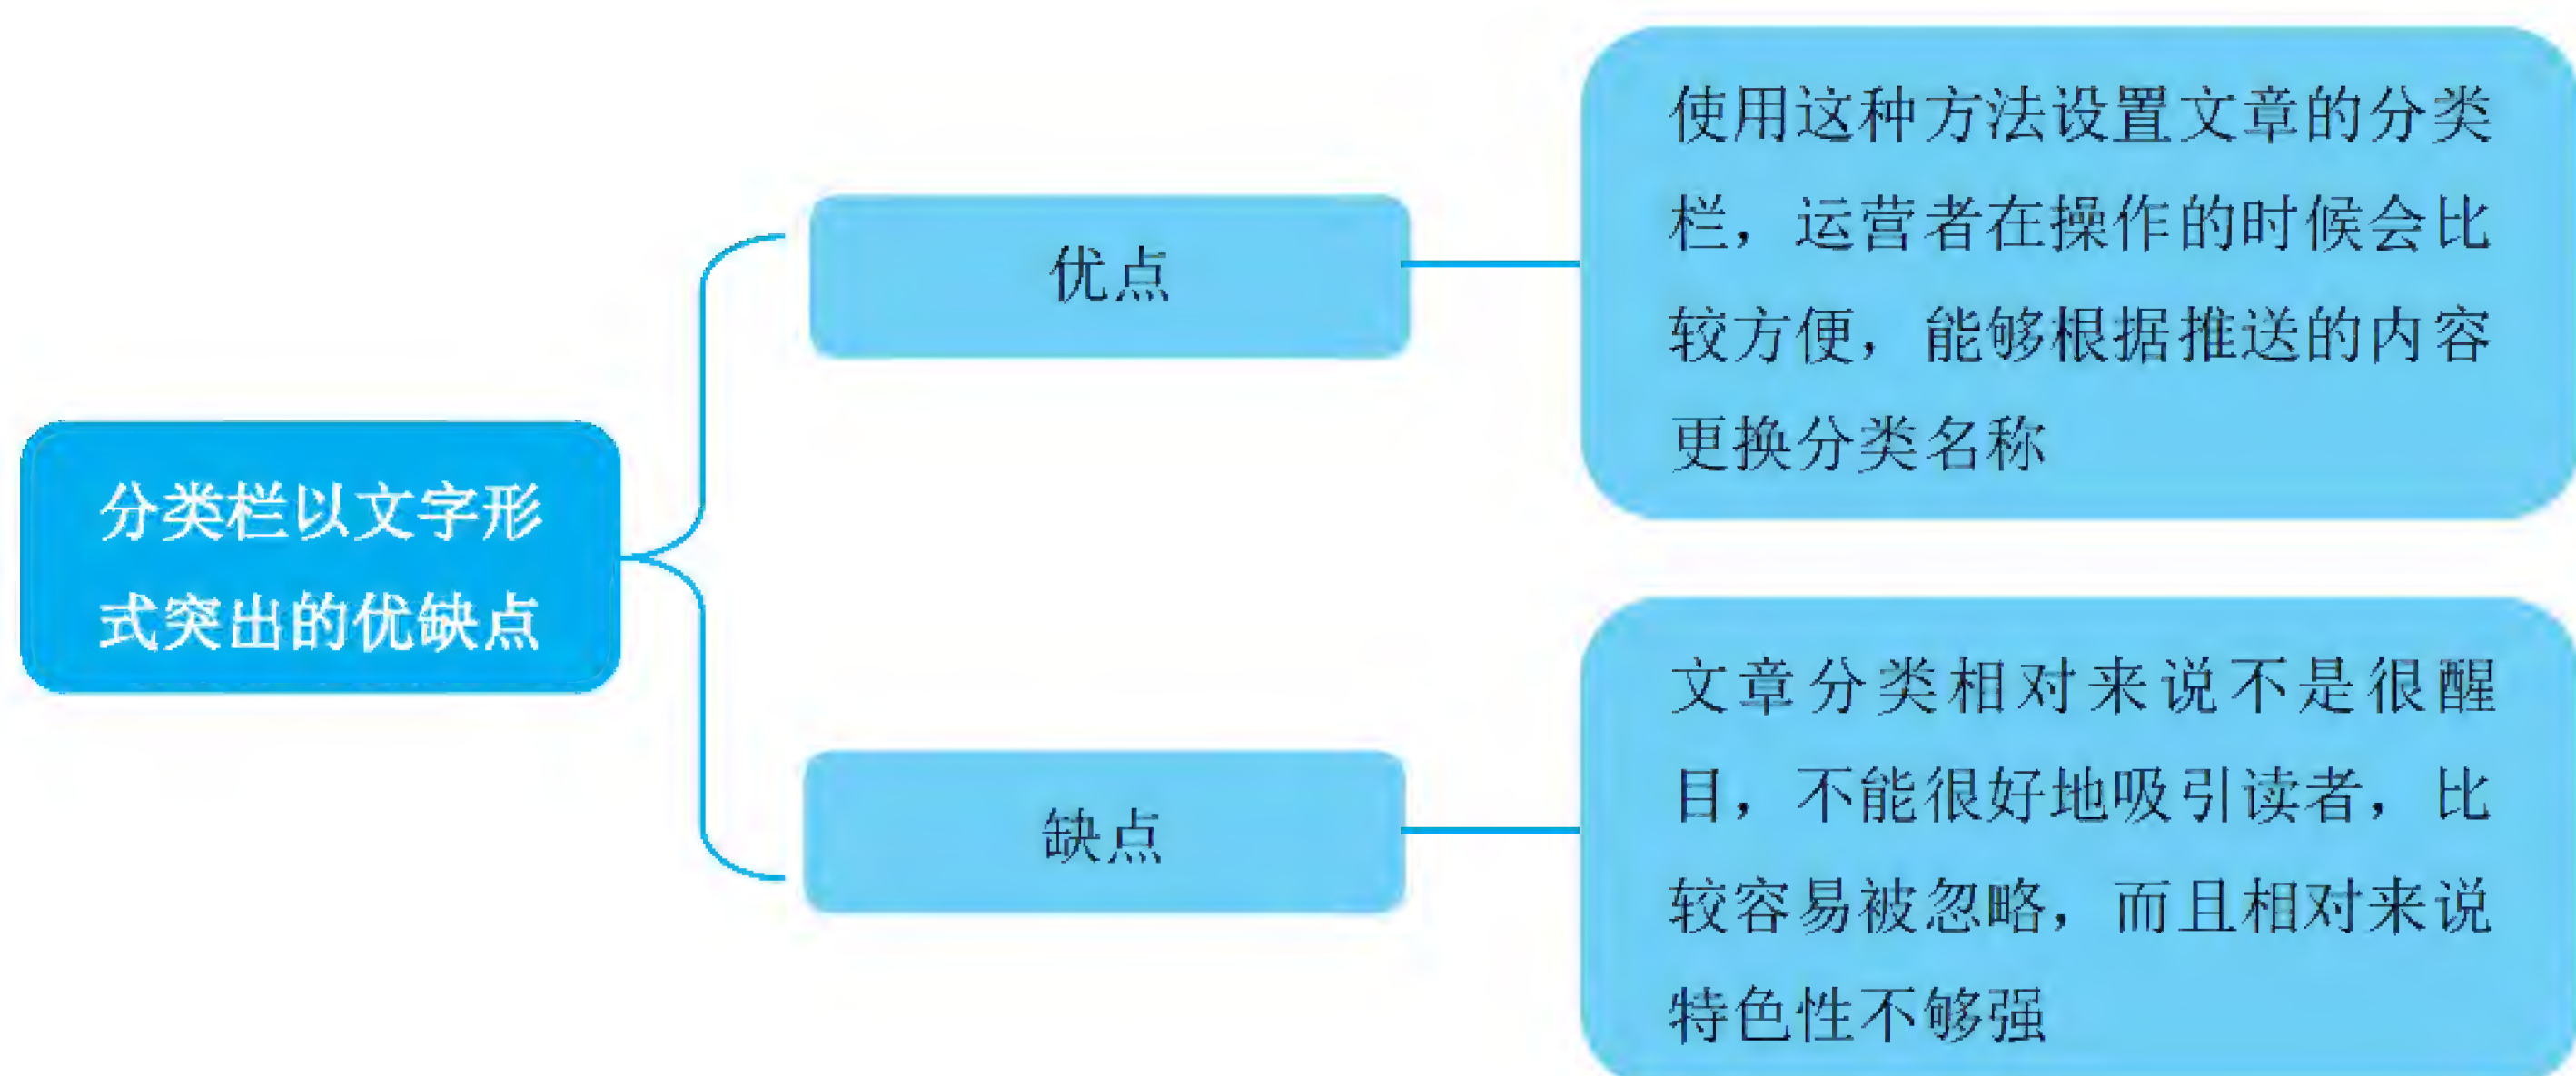 分类栏以文字形
式突出的优缺点
优点
使用这种方法设置文章的分类
栏，运营者在操作的时候会比
较方便，能够根据推送的内容
更换分类名称
缺点
文章分类相对来说不是很醒
目，不能很好地吸引读者，比
较容易被忽略，而且相对来说
特色性不够强